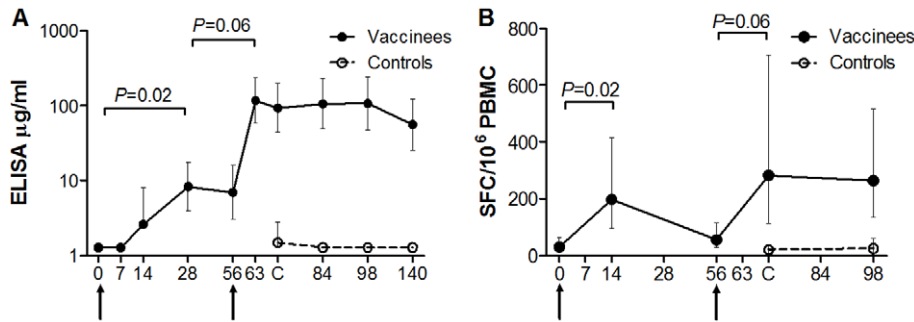 A
P=0.06
P=0.02
Vaccinees
Controls
ELISA µg/ml
1000
100
10
1
0 7 14 28 56 63 C 84 98 140
B
P=0.06
P=0.02
Vaccinees
Controls
SFC/10⁶ PBMC
800
600
400
200
0
0 7 14 28 56 63 C 84 98